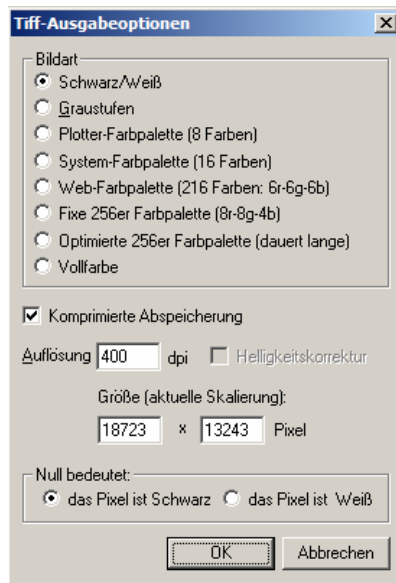 Tiff-Ausgabeoptionen
Bildart
Schwarz/Weiß
Graustufen
Plotter-Farbpalette (8 Farben)
System-Farbpalette (16 Farben)
Web-Farbpalette (216 Farben: 6r-6g-6b)
Fixe 256er Farbpalette (8r-8g-4b)
Optimierte 256er Farbpalette (dauert lange)
Vollfarbe
Komprimierte Abspeicherung
Auflösung 400 dpi Helligkeitskorrektur
Größe (aktuelle Skalierung):
18723 x 13243 Pixel
Null bedeutet:
das Pixel ist Schwarz das Pixel ist Weiß
OK Abbrechen